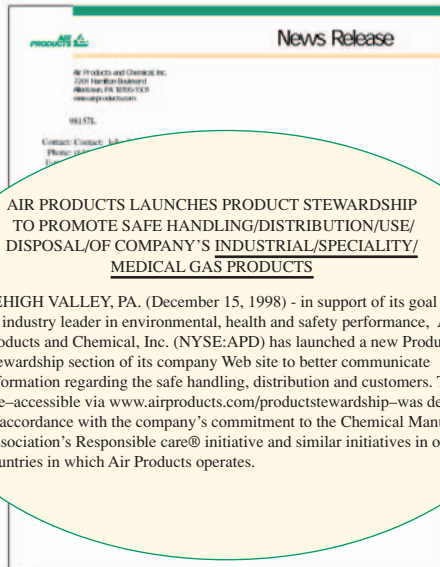 AIR
PRODUCTS
News Release
Air Products and Chemical, Inc.
7201 Hamilton Boulevard
Allentown, PA 18195-1501
www.airproducts.com
98157L
Contact: Contact:
Phone:
AIR PRODUCTS LAUNCHES PRODUCT STEWARDSHIP
TO PROMOTE SAFE HANDLING/DISTRIBUTION/USE/
DISPOSAL/OF COMPANY'S INDUSTRIAL/SPECIALITY/
MEDICAL GAS PRODUCTS
EHIGH VALLEY, PA. (December 15, 1998) - in support of its goal
industry leader in environmental, health and safety performance, A
oducts and Chemical, Inc. (NYSE:APD) has launched a new Produ
ewardship section of its company Web site to better communicate
formation regarding the safe handling, distribution and customers. T
e–accessible via www.airproducts.com/productstewardship–was de
accordance with the company's commitment to the Chemical Manu
ssociation's Responsible care® initiative and similar initiatives in o
untries in which Air Products operates.